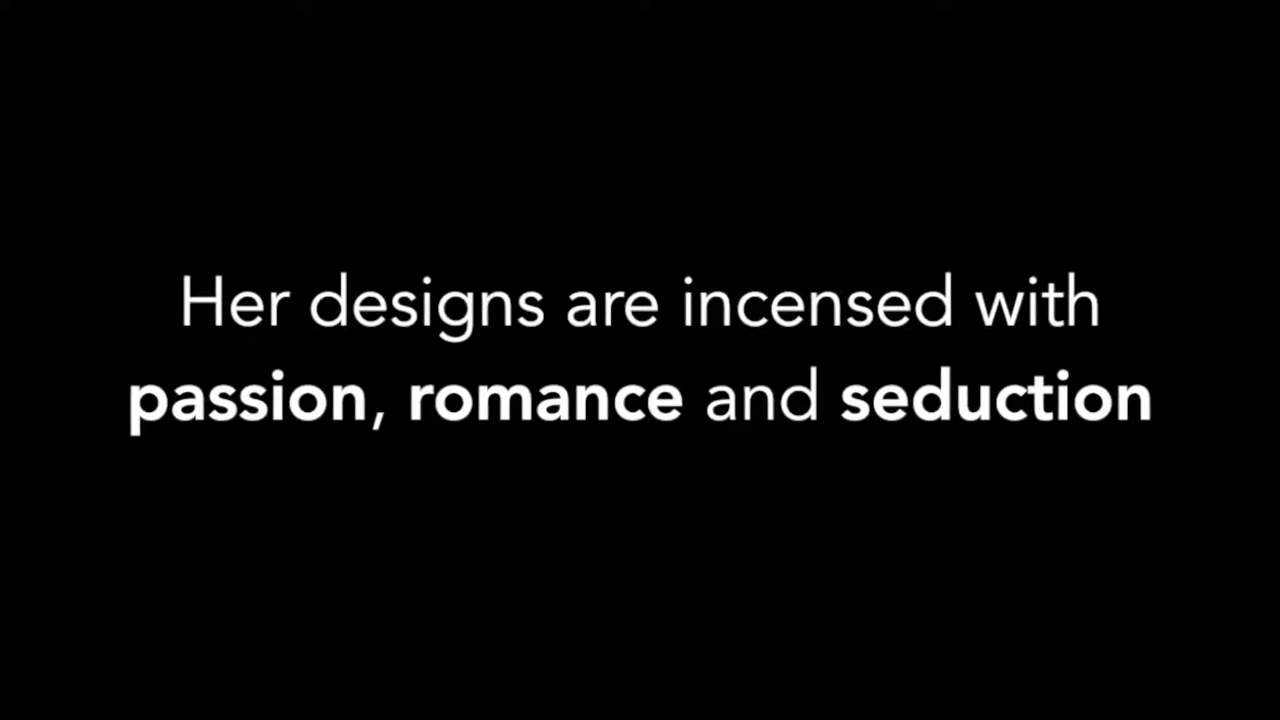 Her designs are incensed with
passion, romance and seduction